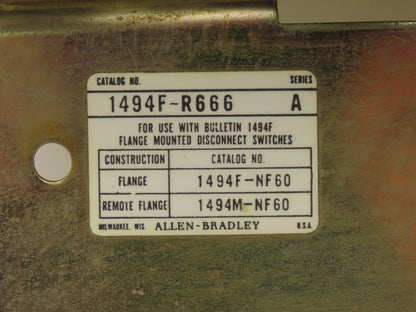 CATALOG NO. SERIES
1494F-R666 A
FOR USE WITH BULLETIN 1494F
FLANGE MOUNTED DISCONNECT SWITCHES
CONSTRUCTION CATALOG NO.
FLANGE 1494F-NF60
REMOTE FLANGE 1494M-NF60
MILWAUKEE, WIS. ALLEN-BRADLEY U.S.A.